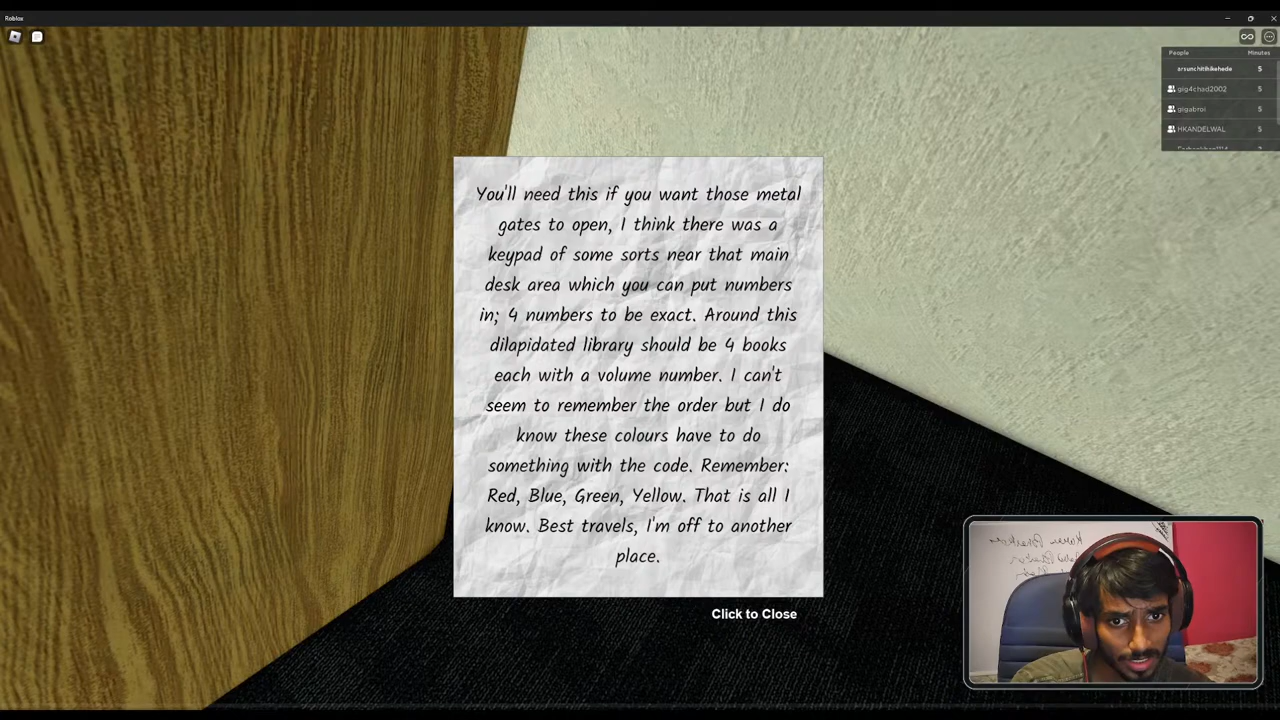 Roblox
People Minutes
arsunchitihikehede 5
gig4chad2002 5
gigabroi 5
HKANDELWAL 5
You'll need this if you want those metal
gates to open, I think there was a
keypad of some sorts near that main
desk area which you can put numbers
in; 4 numbers to be exact. Around this
dilapidated library should be 4 books
each with a volume number. I can't
seem to remember the order but I do
know these colours have to do
something with the code. Remember:
Red, Blue, Green, Yellow. That is all I
know. Best travels, I'm off to another
place.
Click to Close